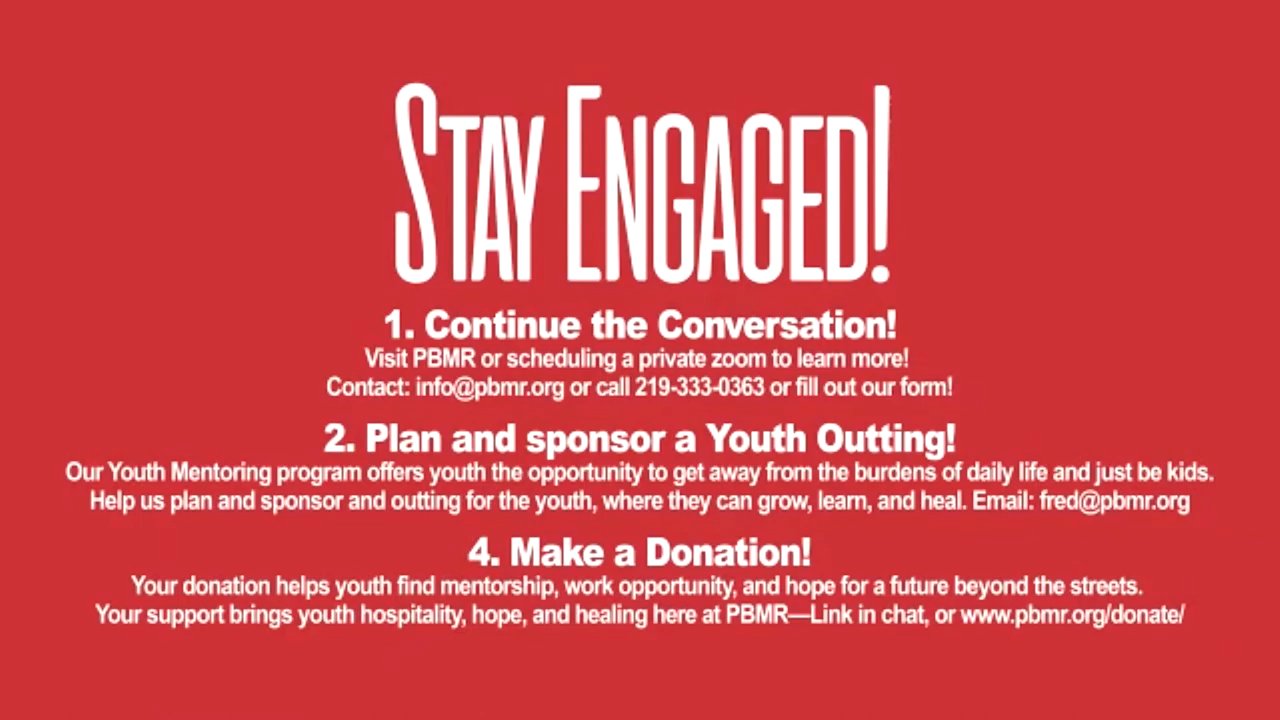 STAY ENGAGED!
1. Continue the Conversation!
Visit PBMR or scheduling a private zoom to learn more!
Contact: info@pbmr.org or call 219-333-0363 or fill out our form!
2. Plan and sponsor a Youth Outting!
Our Youth Mentoring program offers youth the opportunity to get away from the burdens of daily life and just be kids.
Help us plan and sponsor and outting for the youth, where they can grow, learn, and heal. Email: fred@pbmr.org
4. Make a Donation!
Your donation helps youth find mentorship, work opportunity, and hope for a future beyond the streets.
Your support brings youth hospitality, hope, and healing here at PBMR—Link in chat, or www.pbmr.org/donate/